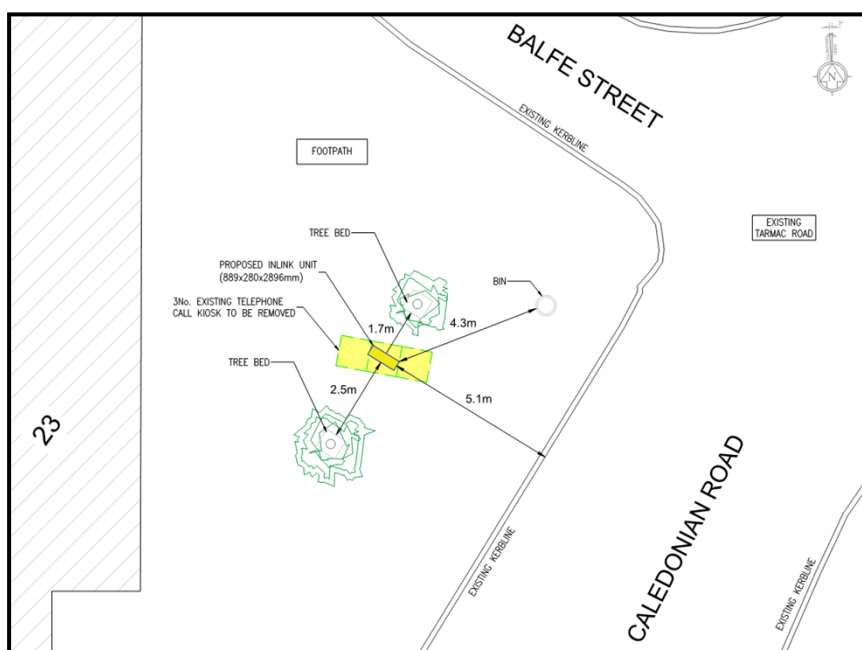 BALFE STREET
EXISTING KERBLINE
N
FOOTPATH
TREE BED
EXISTING
TARMAC ROAD
PROPOSED INLINK UNIT
(889x280x2896mm)
BIN
3No. EXISTING TELEPHONE
CALL KIOSK TO BE REMOVED
1.7m
4.3m
TREE BED
2.5m
5.1m
23
CALEDONIAN ROAD
EXISTING KERBLINE
EXISTING KERBLINE